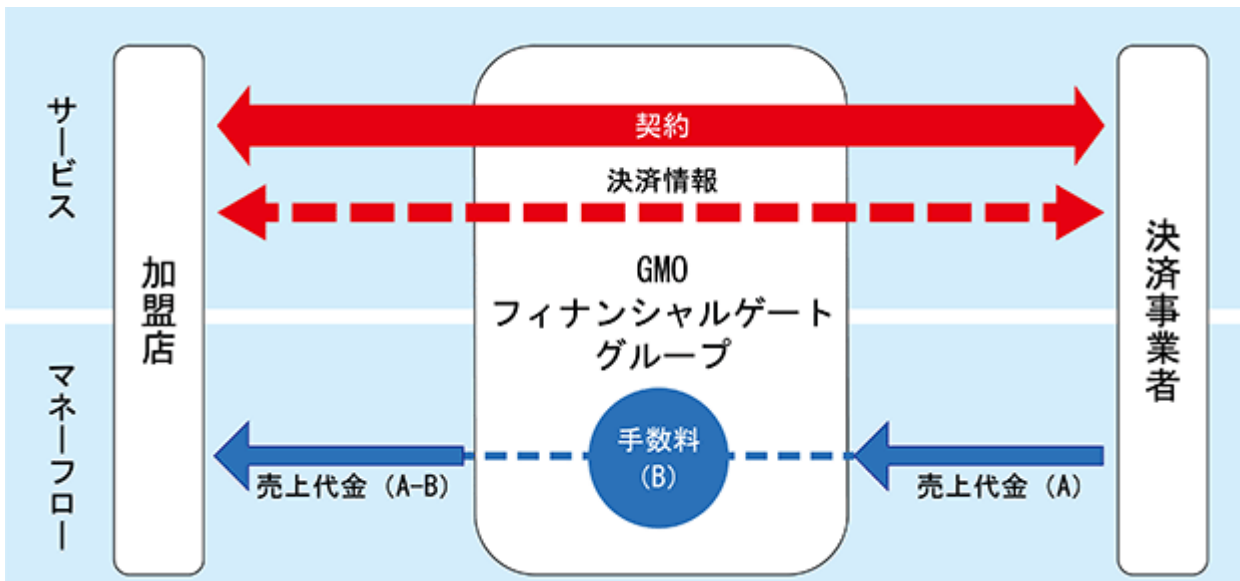 サービス
加盟店
契約
決済情報
GMO
フィナンシャルゲート
グループ
決済事業者
マネーフロー
売上代金（A-B）
手数料
（B）
売上代金（A）